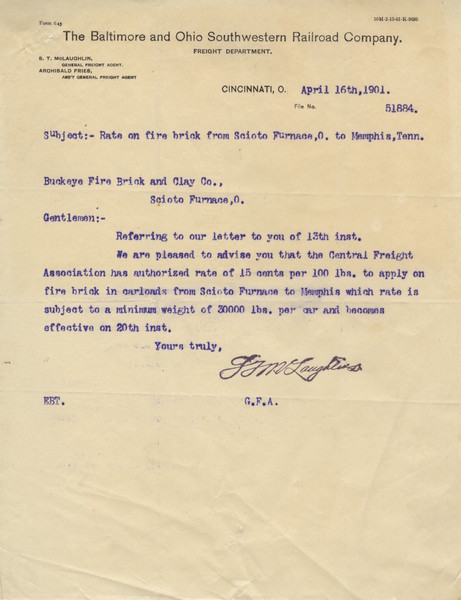 Form 645
10M-2-15-01-K-3690
The Baltimore and Ohio Southwestern Railroad Company.
FREIGHT DEPARTMENT.
S. T. McLAUGHLIN,
GENERAL FREIGHT AGENT.
ARCHIBALD FRIES,
ASS'T GENERAL FREIGHT AGENT
CINCINNATI, O. April 16th, 1901.
File No. 51884.
Subject:- Rate on fire brick from Scioto Furnace,O. to Memphis,Tenn.
Buckeye Fire Brick and Clay Co.,
Scioto Furnace,O.
Gentlemen:-
Referring to our letter to you of 13th inst.
We are pleased to advise you that the Central Freight
Association has authorized rate of 15 cents per 100 lbs. to apply on
fire brick in carloads from Scioto Furnace to Memphis which rate is
subject to a minimum weight of 30000 lbs. per car and becomes
effective on 20th inst.
Yours truly,
S T McLaughlin
EBT.
G.F.A.